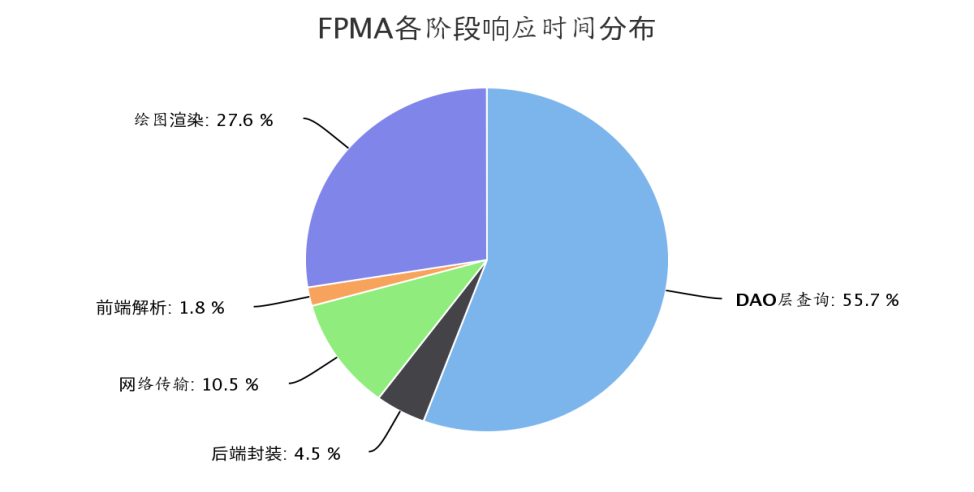 FPMA各阶段响应时间分布
绘图渲染: 27.6 %
DAO层查询: 55.7 %
前端解析: 1.8 %
网络传输: 10.5 %
后端封装: 4.5 %